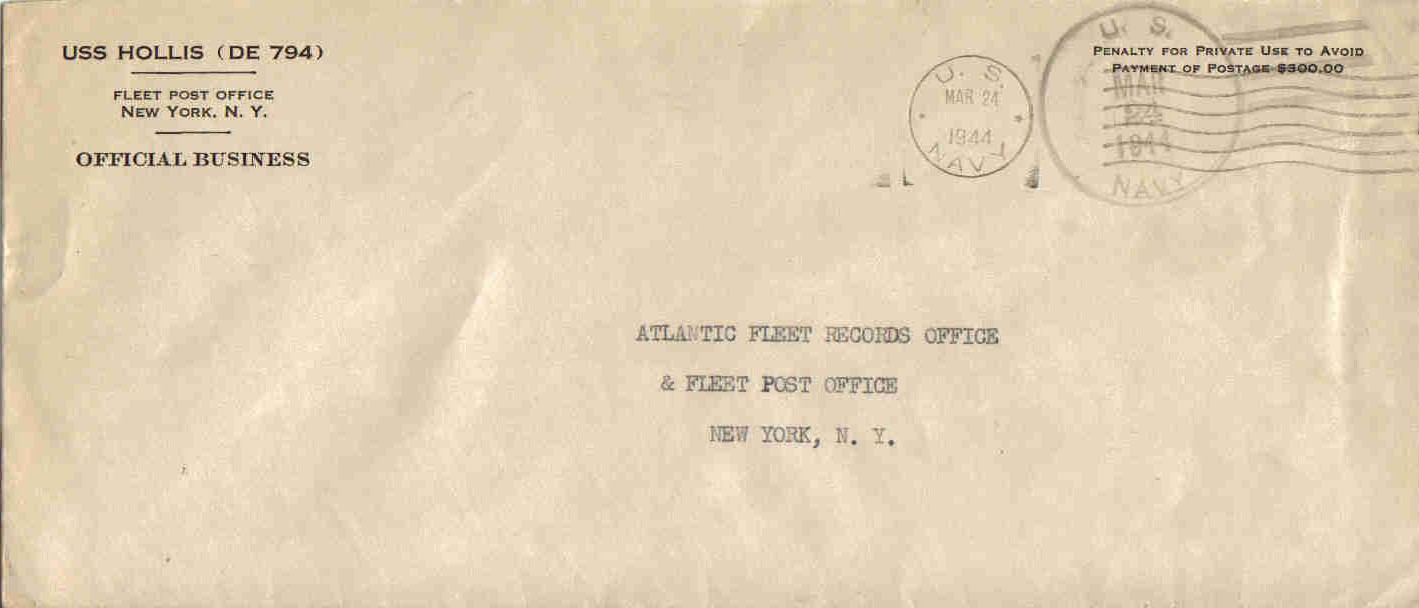 USS HOLLIS (DE 794)
FLEET POST OFFICE
NEW YORK, N. Y.
OFFICIAL BUSINESS
U. S.
MAR 24
1944
NAVY
U. S.
PENALTY FOR PRIVATE USE TO AVOID
PAYMENT OF POSTAGE $300.00
MAR
24
1944
NAVY
ATLANTIC FLEET RECORDS OFFICE
& FLEET POST OFFICE
NEW YORK, N. Y.